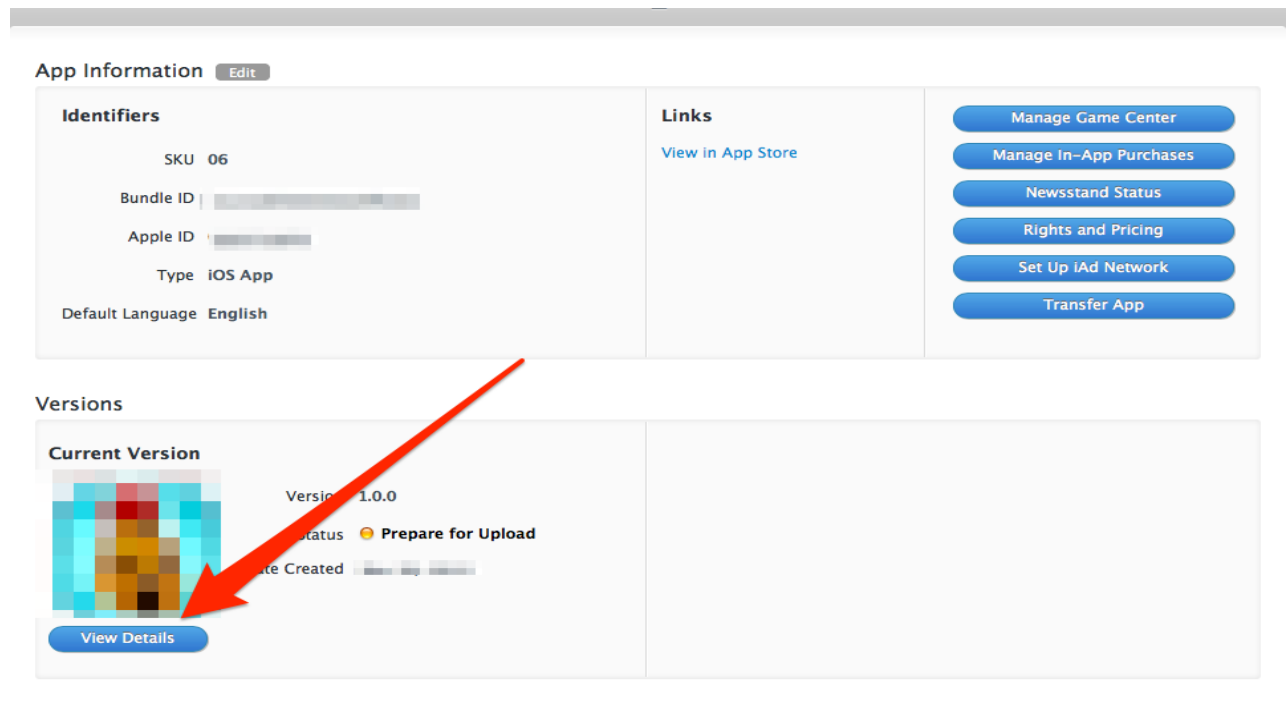 App Information Edit
Identifiers
SKU 06
Bundle ID
Apple ID
Type iOS App
Default Language English
Links
View in App Store
Manage Game Center
Manage In-App Purchases
Newsstand Status
Rights and Pricing
Set Up iAd Network
Transfer App
Versions
Current Version
Version 1.0.0
Status Prepare for Upload
Created
View Details